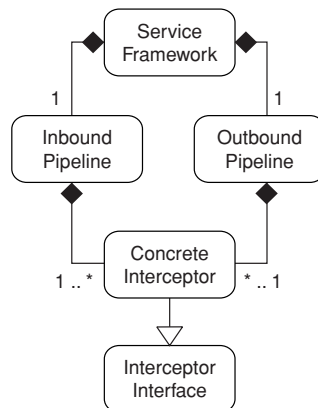 Service
Framework
1
1
Inbound
Pipeline
Outbound
Pipeline
Concrete
Interceptor
1 .. *
* .. 1
Interceptor
Interface